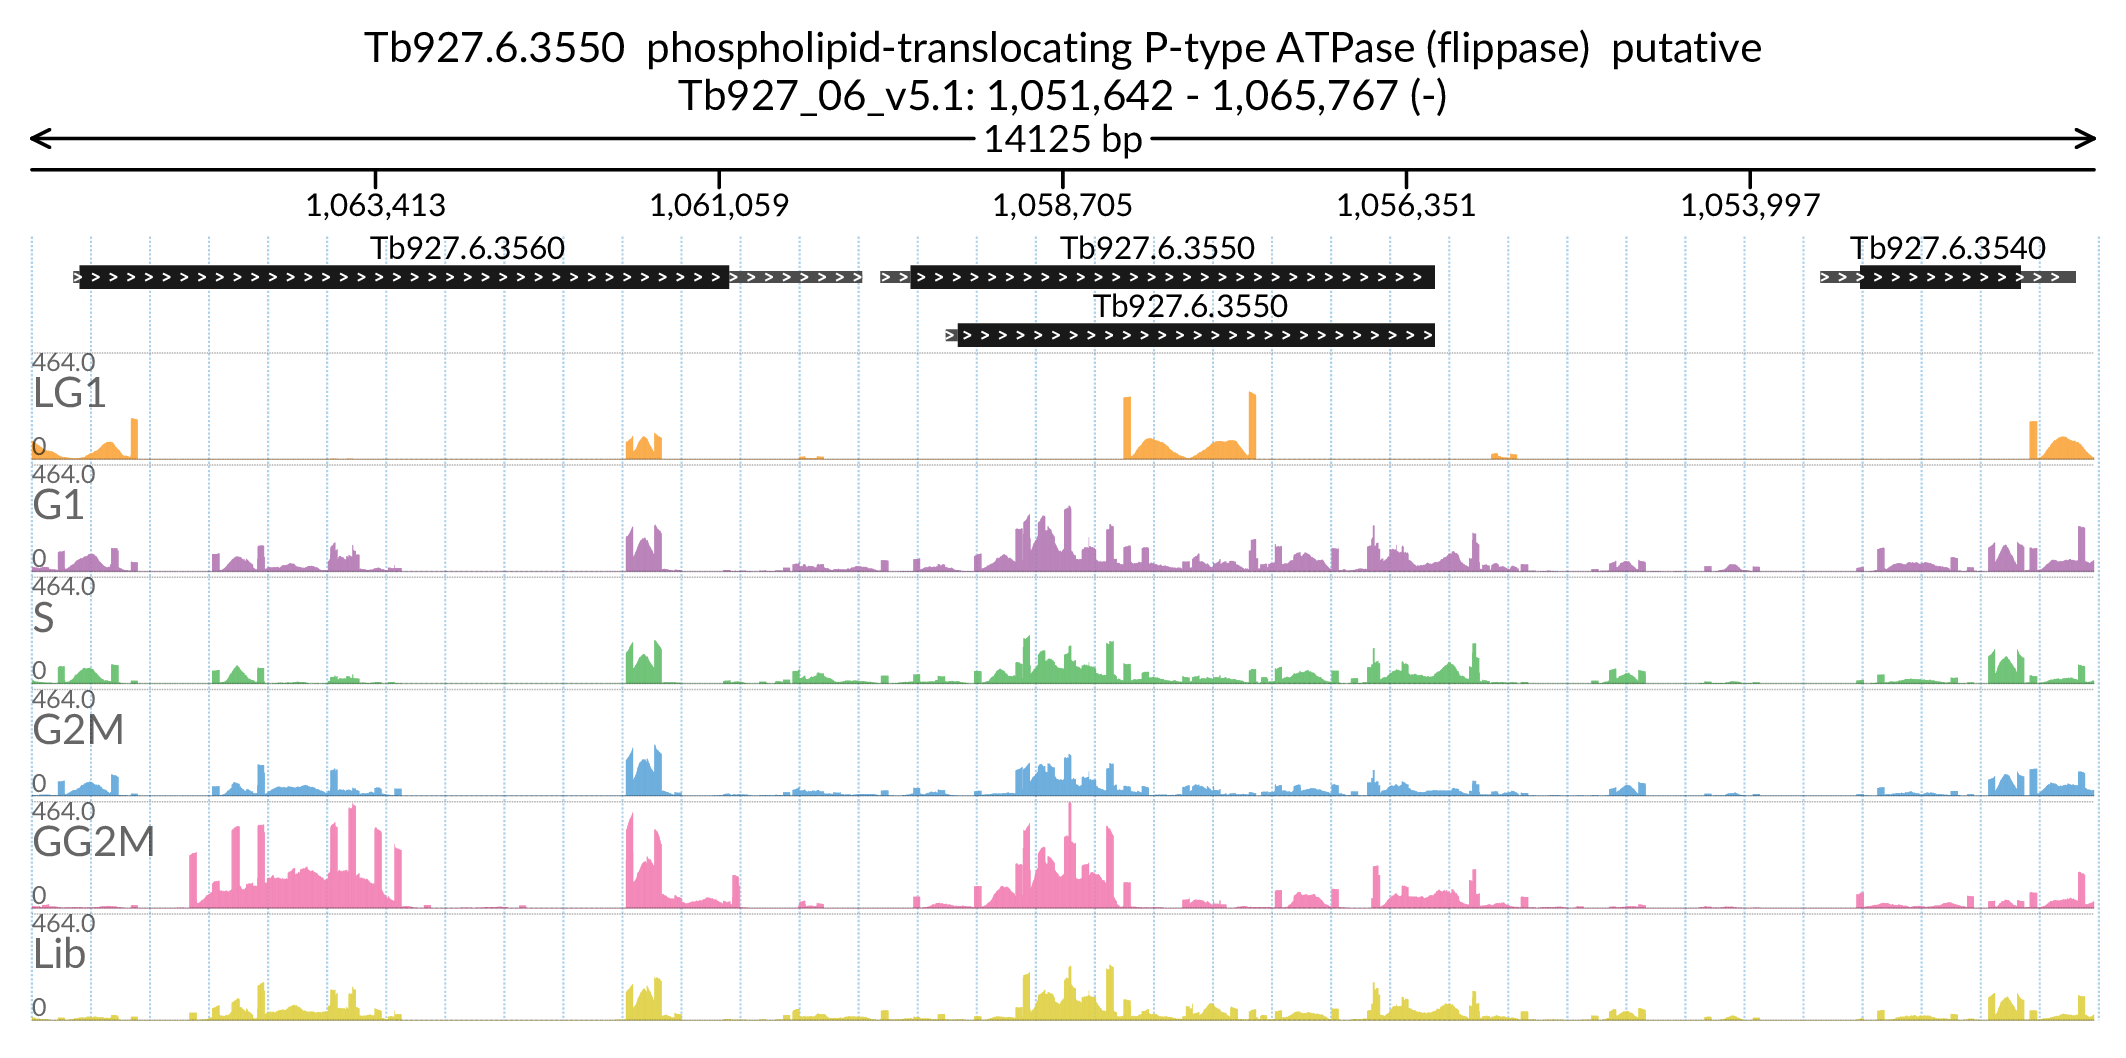 Tb927.6.3550  phospholipid-translocating P-type ATPase (flippase)  putative
Tb927_06_v5.1: 1,051,642 - 1,065,767 (-)
14125 bp
1,063,413 1,061,059 1,058,705 1,056,351 1,053,997
Tb927.6.3560 Tb927.6.3550 Tb927.6.3540
Tb927.6.3550
464.0
LG1
0
464.0
G1
0
464.0
S
0
464.0
G2M
0
464.0
GG2M
0
464.0
Lib
0